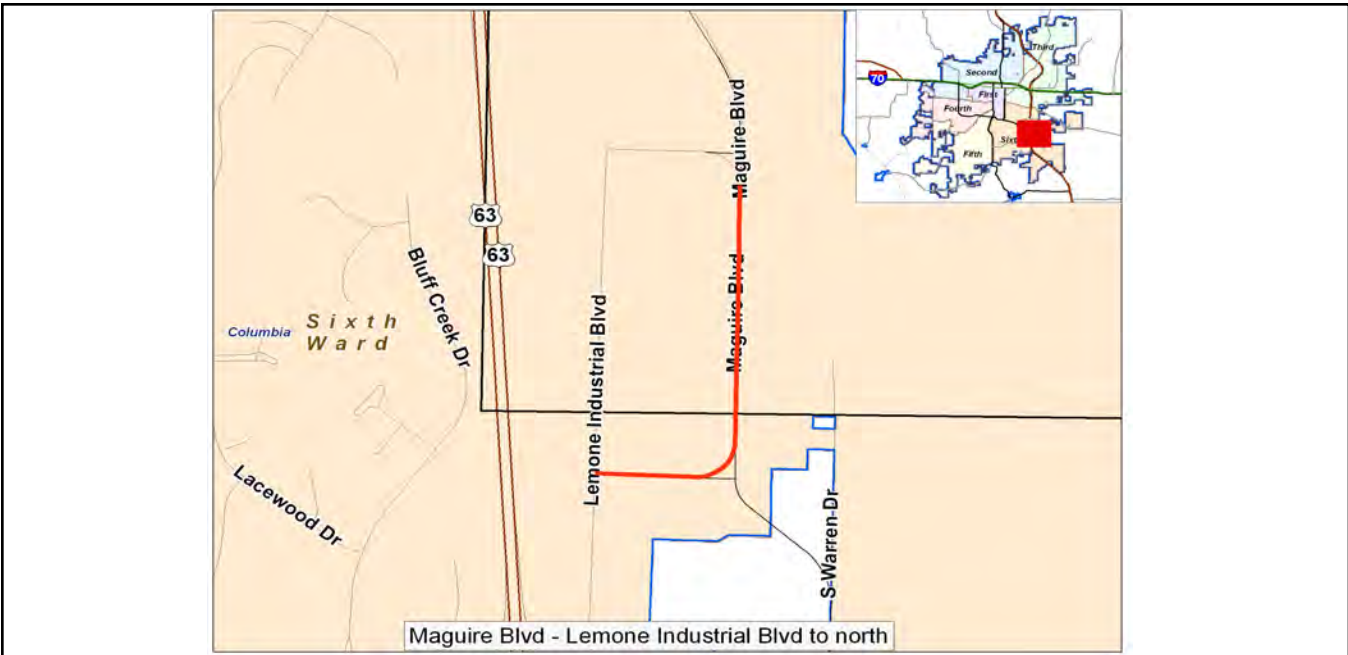 Maguire Blvd
Third
Second
70
First
Fourth
Sixt
Fifth
Maguire Blvd
63
63
Bluff Creek Dr
Lemone Industrial Blvd
Columbia
Sixth
Ward
Lacewood Dr
S Warren Dr
Maguire Blvd - Lemone Industrial Blvd to north